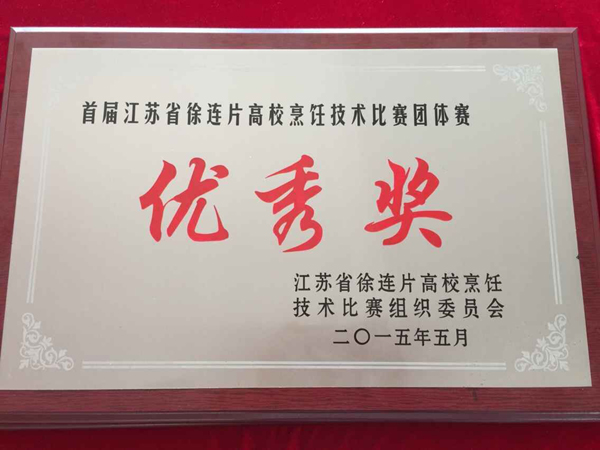 首届江苏省徐连片高校烹饪技术比赛团体赛
优秀奖
江苏省徐连片高校烹饪
技术比赛组织委员会
二〇一五年五月